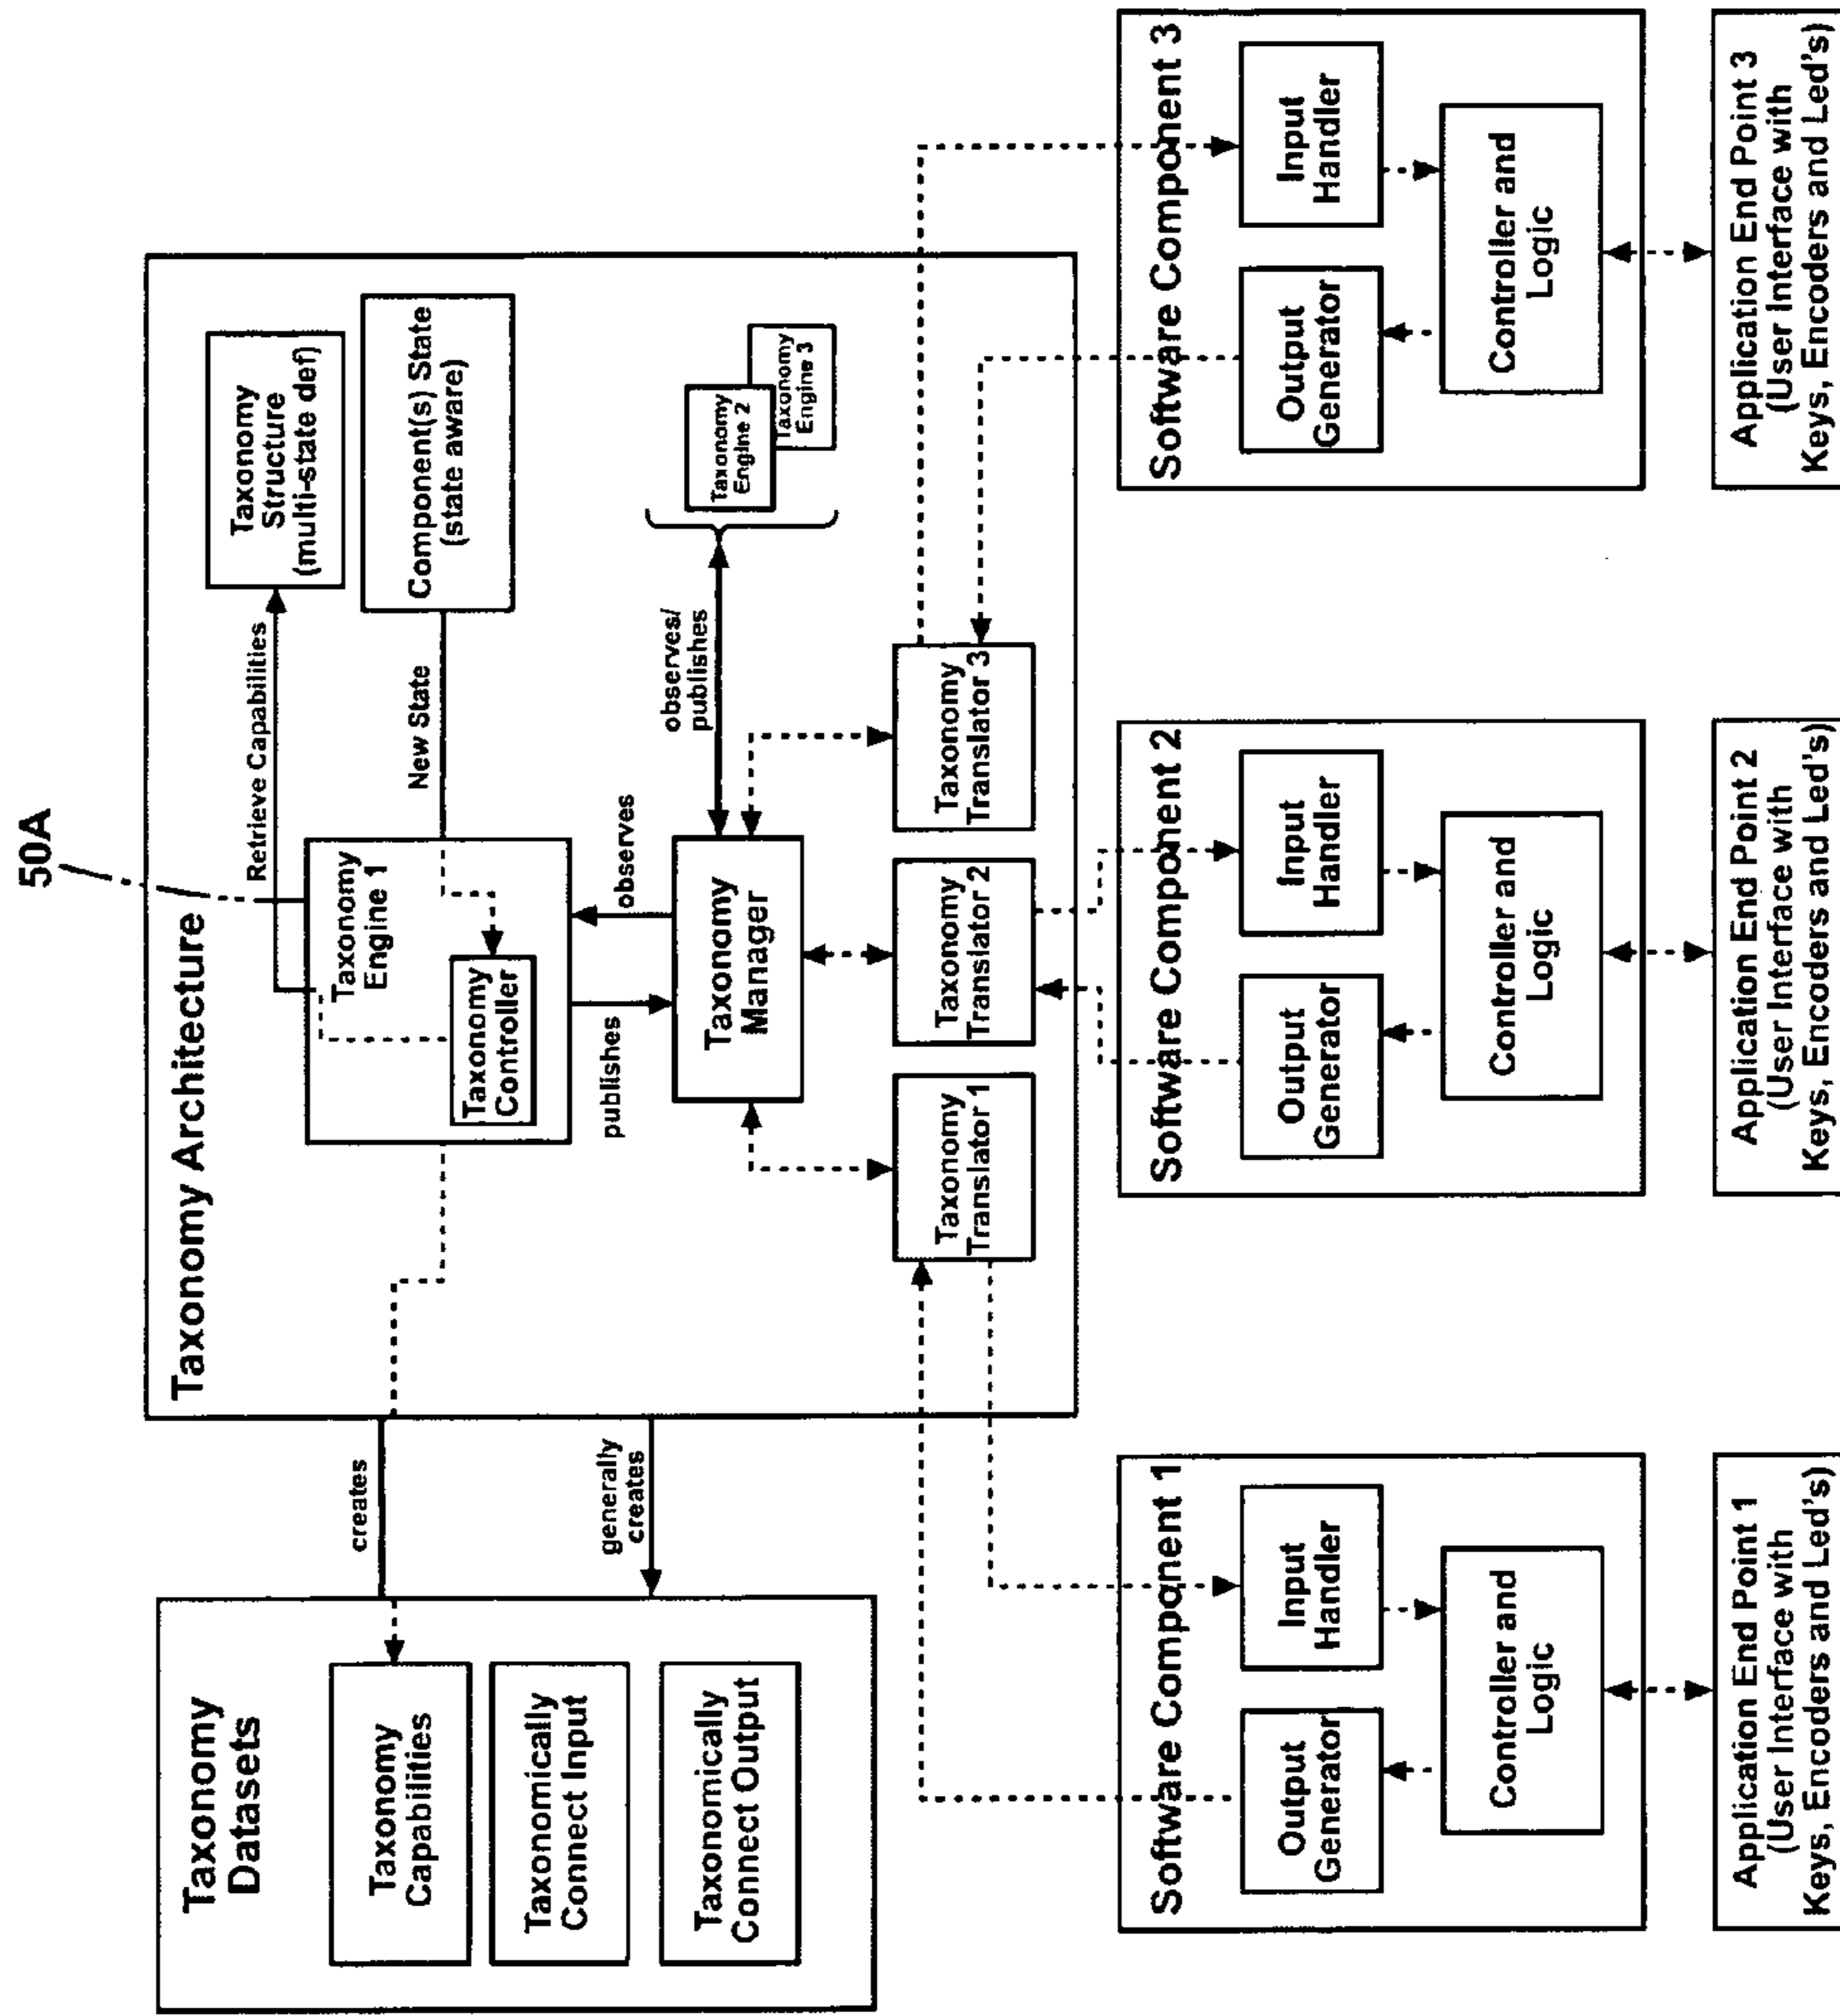 50A
Taxonomy
Datasets
Taxonomy
Capabilities
Taxonomically
Connect Input
Taxonomically
Connect Output
creates
generally
creates
Taxonomy Architecture
Taxonomy
Engine 1
Taxonomy
Controller
Retrieve Capabilities
New State
Taxonomy
Structure
(multi-state def)
Component(s) State
(state aware)
publishes
observes
Taxonomy
Manager
observes/
publishes
Taxonomy
Engine 2
Taxonomy
Engine 3
Taxonomy
Translator 1
Taxonomy
Translator 2
Taxonomy
Translator 3
Software Component 1
Output
Generator
Input
Handler
Controller and
Logic
Application End Point 1
(User Interface with
Keys, Encoders and Led's)
Software Component 2
Output
Generator
Input
Handler
Controller and
Logic
Application End Point 2
(User Interface with
Keys, Encoders and Led's)
Software Component 3
Output
Generator
Input
Handler
Controller and
Logic
Application End Point 3
(User Interface with
Keys, Encoders and Led's)